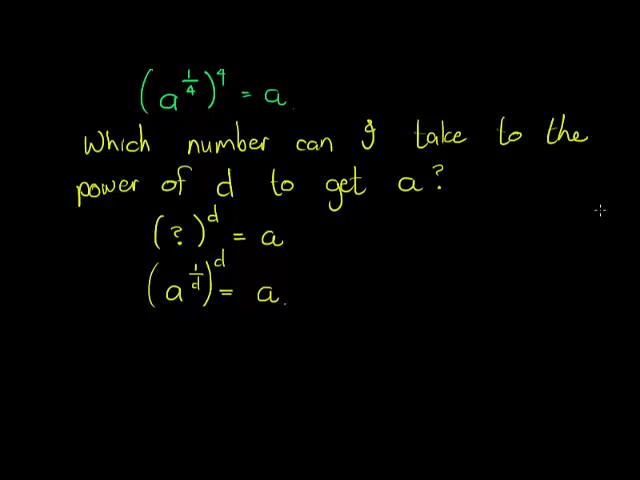 (a^{1/4})^4 = a.
Which number can I take to the
power of d to get a?
(?)^d = a
(a^{1/d})^d = a.